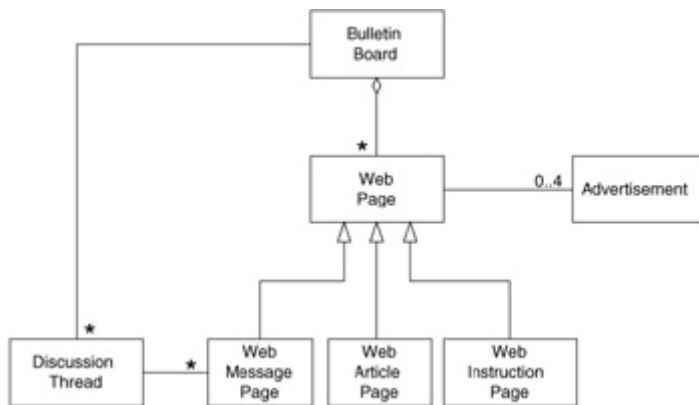 Bulletin
Board
*
Web
Page
0..4
Advertisement
*
Discussion
Thread
*
Web
Message
Page
Web
Article
Page
Web
Instruction
Page